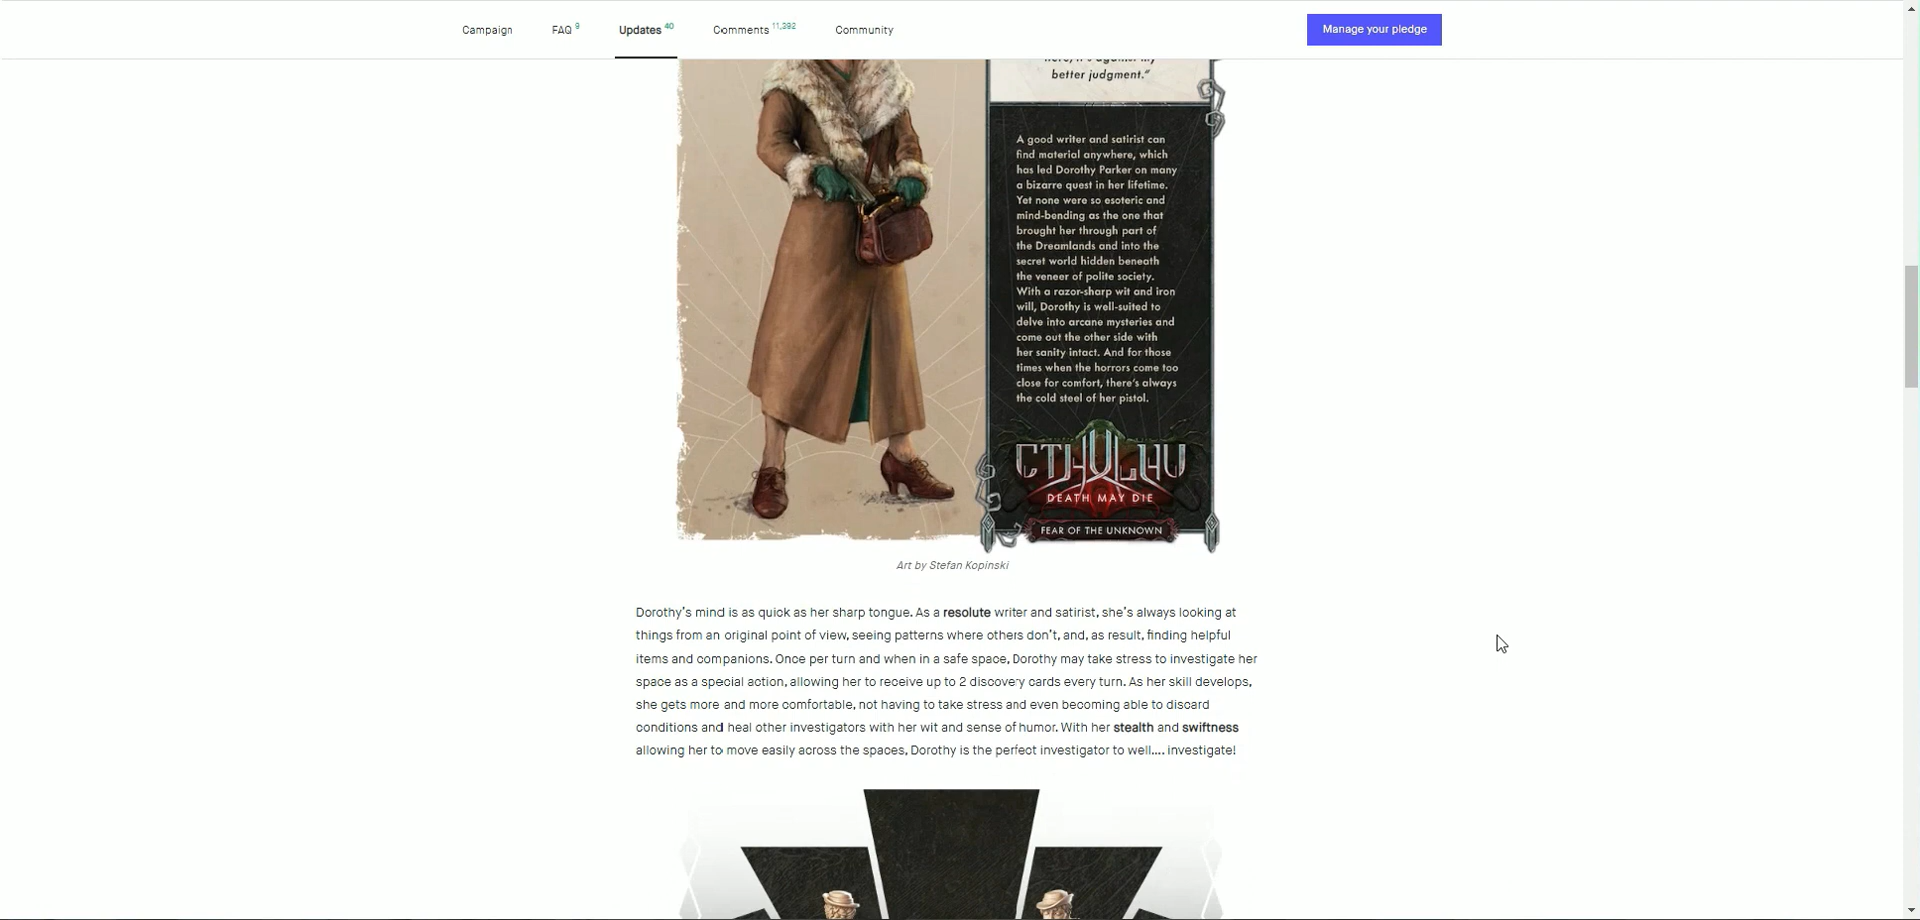 Campaign
FAQ 9
Updates 40
Comments 11,392
Community
Manage your pledge
better judgment."
A good writer and satirist can
find material anywhere, which
has led Dorothy Parker on many
a bizarre quest in her lifetime.
Yet none were so esoteric and
mind-bending as the one that
brought her through part of
the Dreamlands and into the
secret world hidden beneath
the veneer of polite society.
With a razor-sharp wit and iron
will, Dorothy is well-suited to
delve into arcane mysteries and
come out the other side with
her sanity intact. And for those
times when the horrors come too
close for comfort, there's always
the cold steel of her pistol.
CTHULHU
DEATH MAY DIE
FEAR OF THE UNKNOWN
Art by Stefan Kopinski
Dorothy's mind is as quick as her sharp tongue. As a resolute writer and satirist, she's always looking at
things from an original point of view, seeing patterns where others don't, and, as result, finding helpful
items and companions. Once per turn and when in a safe space, Dorothy may take stress to investigate her
space as a special action, allowing her to receive up to 2 discovery cards every turn. As her skill develops,
she gets more and more comfortable, not having to take stress and even becoming able to discard
conditions and heal other investigators with her wit and sense of humor. With her stealth and swiftness
allowing her to move easily across the spaces, Dorothy is the perfect investigator to well.... investigate!